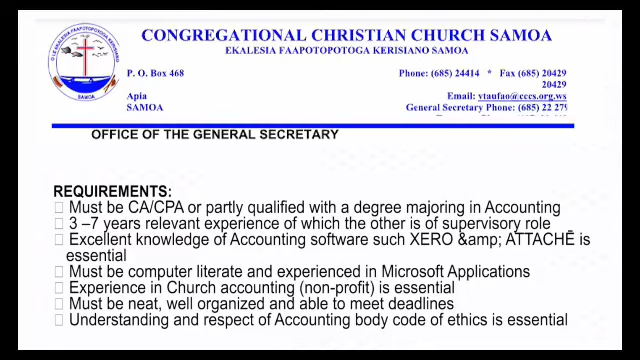 CONGREGATIONAL CHRISTIAN CHURCH SAMOA
EKALESIA FAAPOTOPOTOGA KERISIANO SAMOA
P. O. Box 468
Phone: (685) 24414 * Fax (685) 20429
20429
Apia
Email: vtaufao@cccs.org.ws
SAMOA
General Secretary Phone: (685) 22 279
OFFICE OF THE GENERAL SECRETARY
REQUIREMENTS:
Must be CA/CPA or partly qualified with a degree majoring in Accounting
3 –7 years relevant experience of which the other is of supervisory role
Excellent knowledge of Accounting software such XERO &amp; ATTACHĒ is
essential
Must be computer literate and experienced in Microsoft Applications
Experience in Church accounting (non-profit) is essential
Must be neat, well organized and able to meet deadlines
Understanding and respect of Accounting body code of ethics is essential